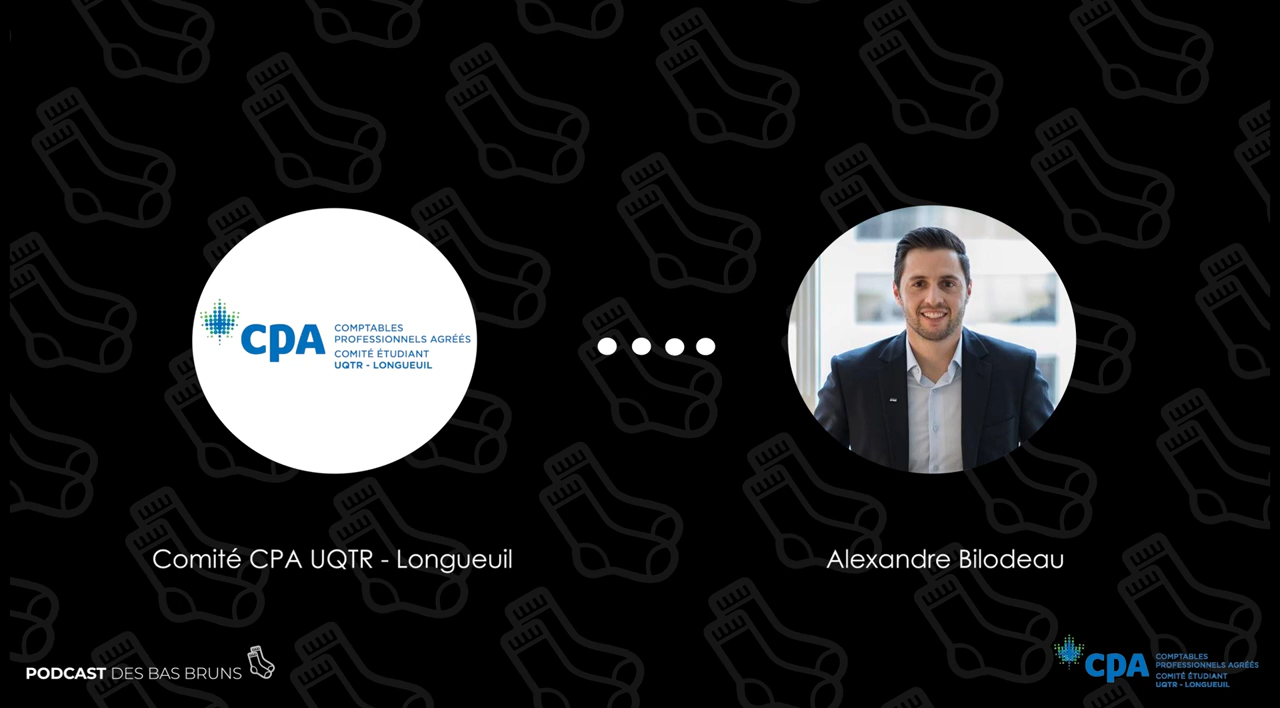 CPA
COMPTABLES
PROFESSIONNELS AGRÉÉS
COMITÉ ÉTUDIANT
UQTR - LONGUEUIL
Comité CPA UQTR - Longueuil
Alexandre Bilodeau
PODCAST DES BAS BRUNS
CPA
COMPTABLES
PROFESSIONNELS AGRÉÉS
COMITÉ ÉTUDIANT
UQTR - LONGUEUIL